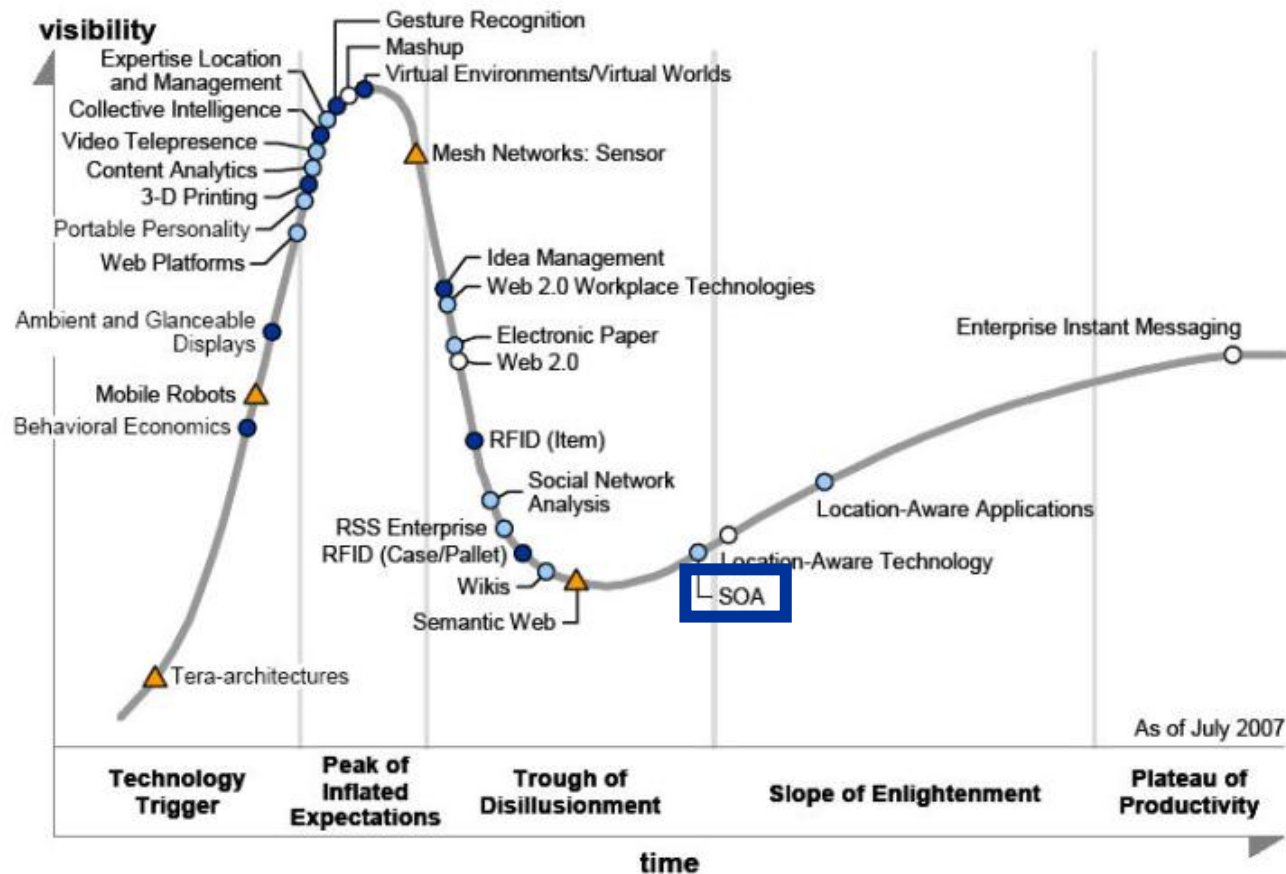 visibility
Gesture Recognition
Mashup
Virtual Environments/Virtual Worlds
Expertise Location
and Management
Collective Intelligence
Video Telepresence
Content Analytics
3-D Printing
Portable Personality
Web Platforms
Ambient and Glanceable
Displays
Mobile Robots
Behavioral Economics
Tera-architectures
Mesh Networks: Sensor
Idea Management
Web 2.0 Workplace Technologies
Electronic Paper
Web 2.0
RFID (Item)
Social Network
Analysis
RSS Enterprise
RFID (Case/Pallet)
Wikis
Semantic Web
Enterprise Instant Messaging
Location-Aware Applications
Location-Aware Technology
SOA
As of July 2007
Technology
Trigger
Peak of
Inflated
Expectations
Trough of
Disillusionment
Slope of Enlightenment
Plateau of
Productivity
time